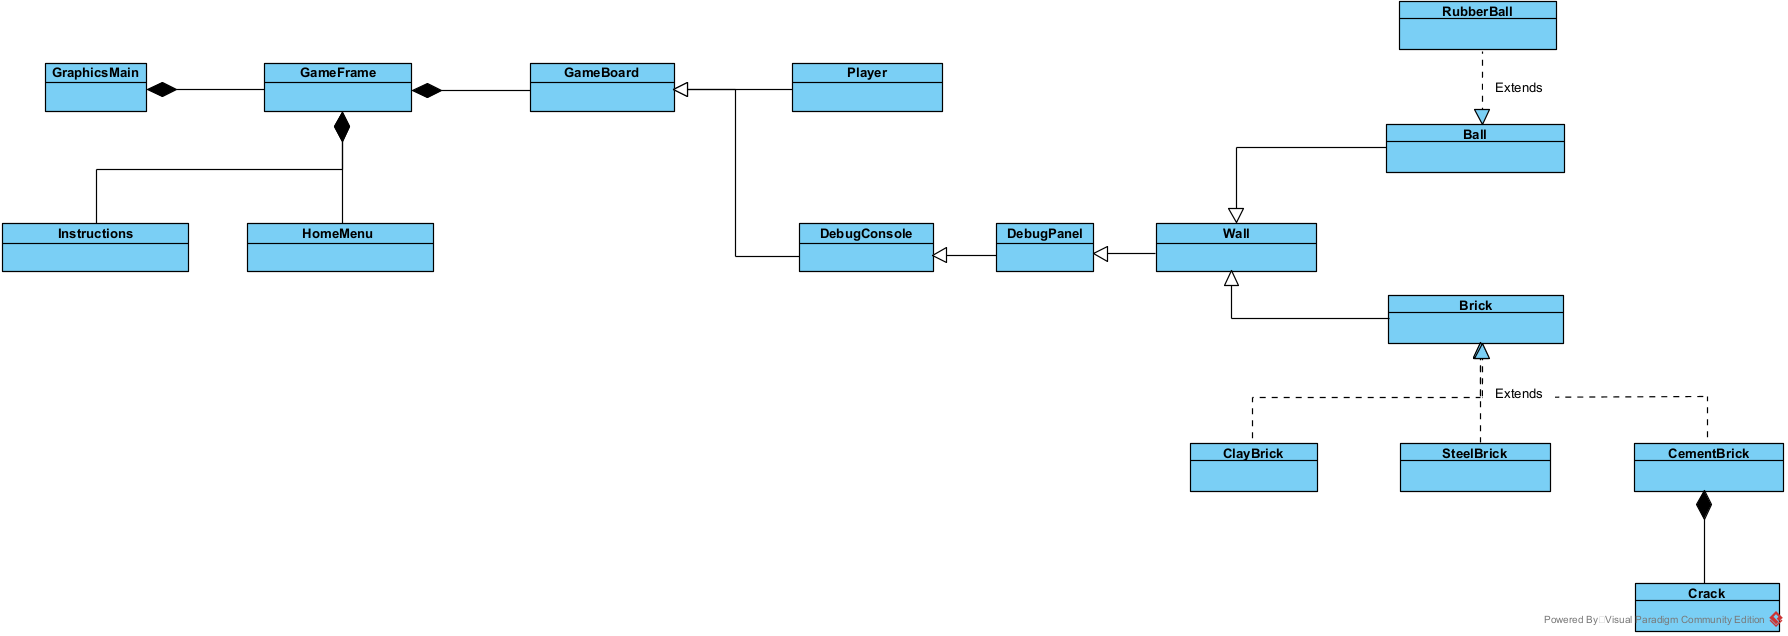 RubberBall
GraphicsMain
GameFrame
GameBoard
Player
Extends
Ball
Instructions
HomeMenu
DebugConsole
DebugPanel
Wall
Brick
Extends
ClayBrick
SteelBrick
CementBrick
Crack
Powered By Visual Paradigm Community Edition